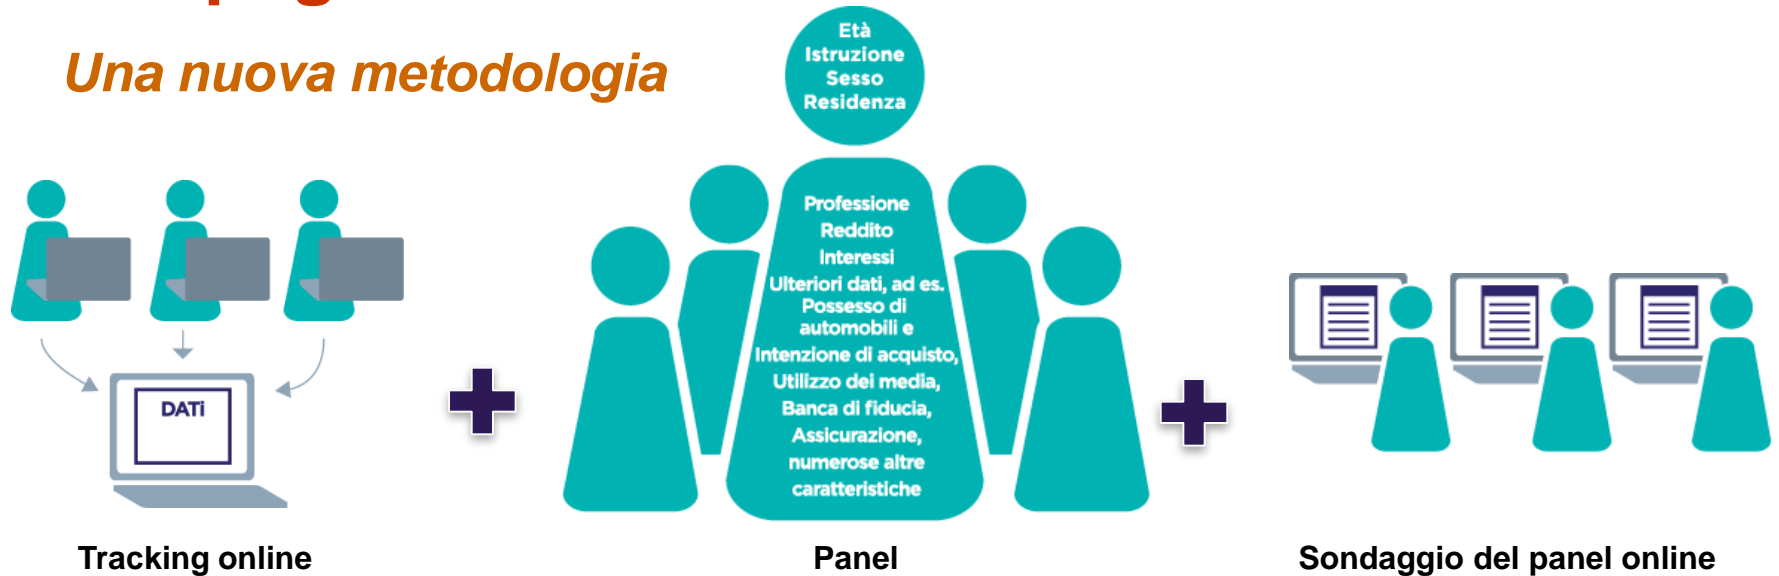 Una nuova metodologia
Età
Istruzione
Sesso
Residenza
Professione
Reddito
Interessi
Ulteriori dati, ad es.
Possesso di
automobili e
Intenzione di acquisto,
Utilizzo dei media,
Banca di fiducia,
Assicurazione,
numerose altre
caratteristiche
DATi
Tracking online
Panel
Sondaggio del panel online